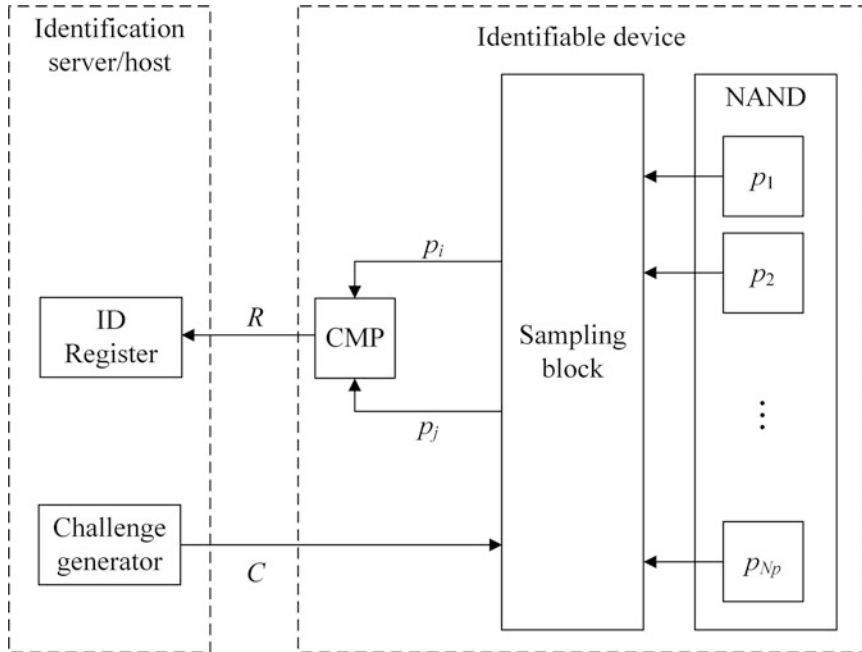 Identification
server/host
Identifiable device
NAND
p1
p2
pi
ID
Register
R
CMP
Sampling
block
pj
⋮
Challenge
generator
C
pNp